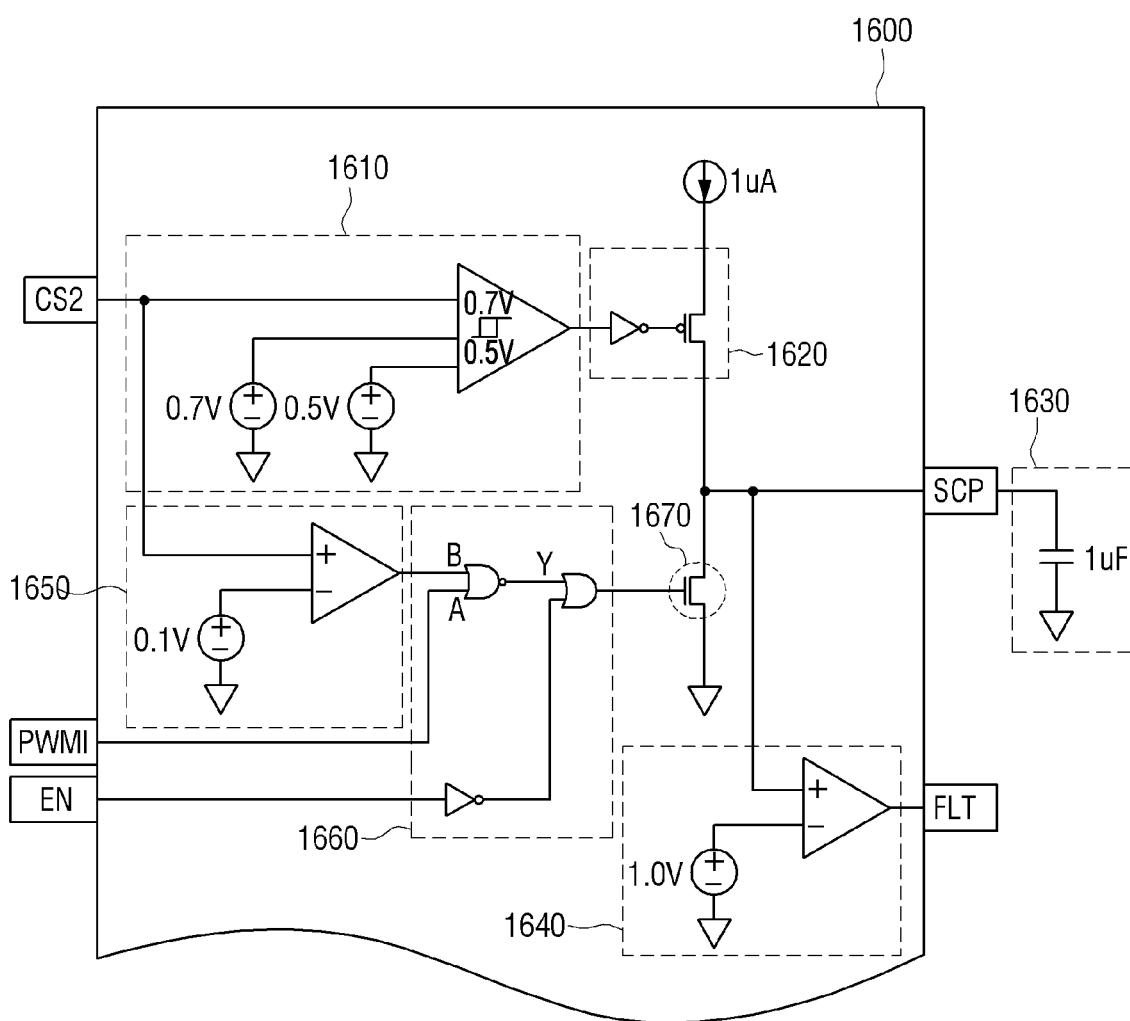 1600
1610
1uA
CS2
0.7V
0.5V
1620
0.7V
0.5V
1630
SCP
1670
1uF
1650
B
Y
A
0.1V
PWMI
EN
1660
FLT
1.0V
1640